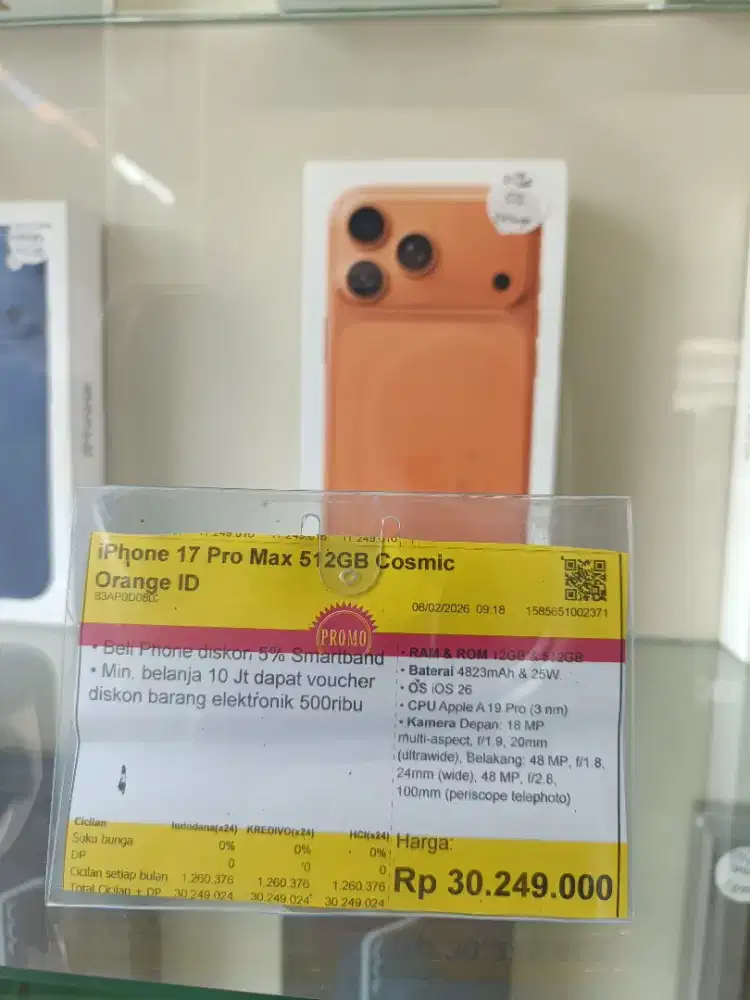 iPhone 17 Pro Max 512GB Cosmic
Orange ID
08/02/2026 09:18 1585651002371
PROMO
• Beli Phone diskon 5% Smartband
• Min. belanja 10 Jt dapat voucher
diskon barang elektronik 500ribu
• RAM & ROM 12GB & 512GB
• Baterai 4823mAh & 25W
• OS iOS 26
• CPU Apple A19 Pro (3 nm)
• Kamera Depan: 18 MP
multi-aspect, f/1.9, 20mm
(ultrawide), Belakang: 48 MP, f/1.8,
24mm (wide), 48 MP, f/2.8,
100mm (periscope telephoto)
Cicilan Indodana(x24) KREDIVO(x24) HCI(x24)
Suku bunga 0% 0% 0%
DP 0 0 0
Cicilan setiap bulan 1.260.376 1.260.376 1.260.376
Total Cicilan + DP 30.249.024 30.249.024 30.249.024
Harga:
Rp 30.249.000